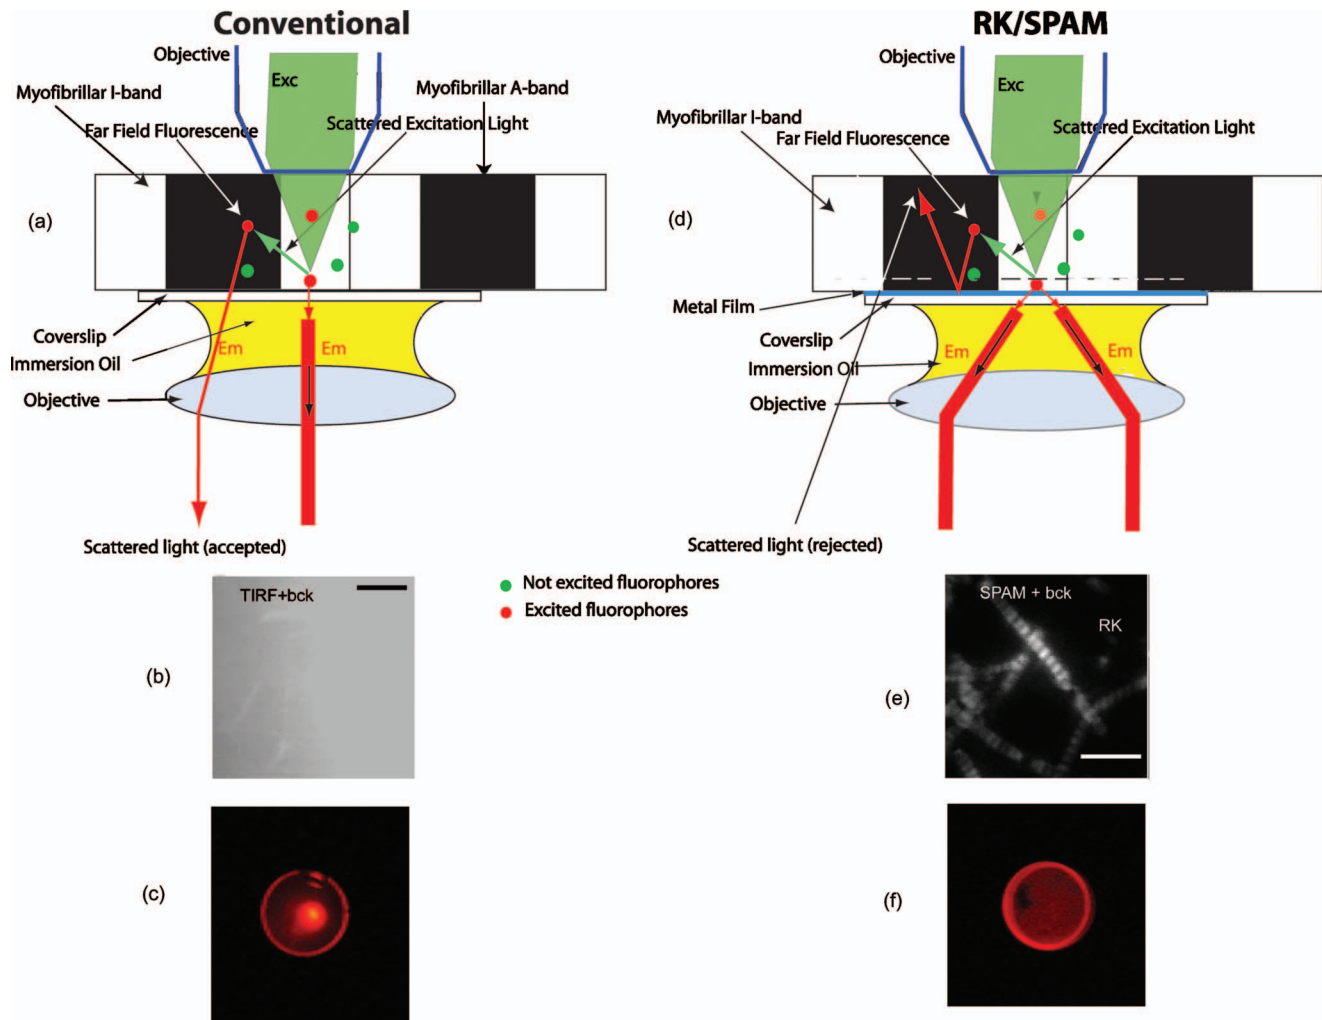 Conventional
Objective
Exc
Myofibrillar I-band
Myofibrillar A-band
Far Field Fluorescence
Scattered Excitation Light
(a)
Coverslip
Immersion Oil
Em
Em
Objective
Scattered light (accepted)
TIRF+bck
(b)
(c)
Not excited fluorophores
Excited fluorophores
RK/SPAM
Objective
Exc
Myofibrillar I-band
Far Field Fluorescence
Scattered Excitation Light
(d)
Metal Film
Coverslip
Immersion Oil
Em
Em
Objective
Scattered light (rejected)
SPAM + bck
RK
(e)
(f)